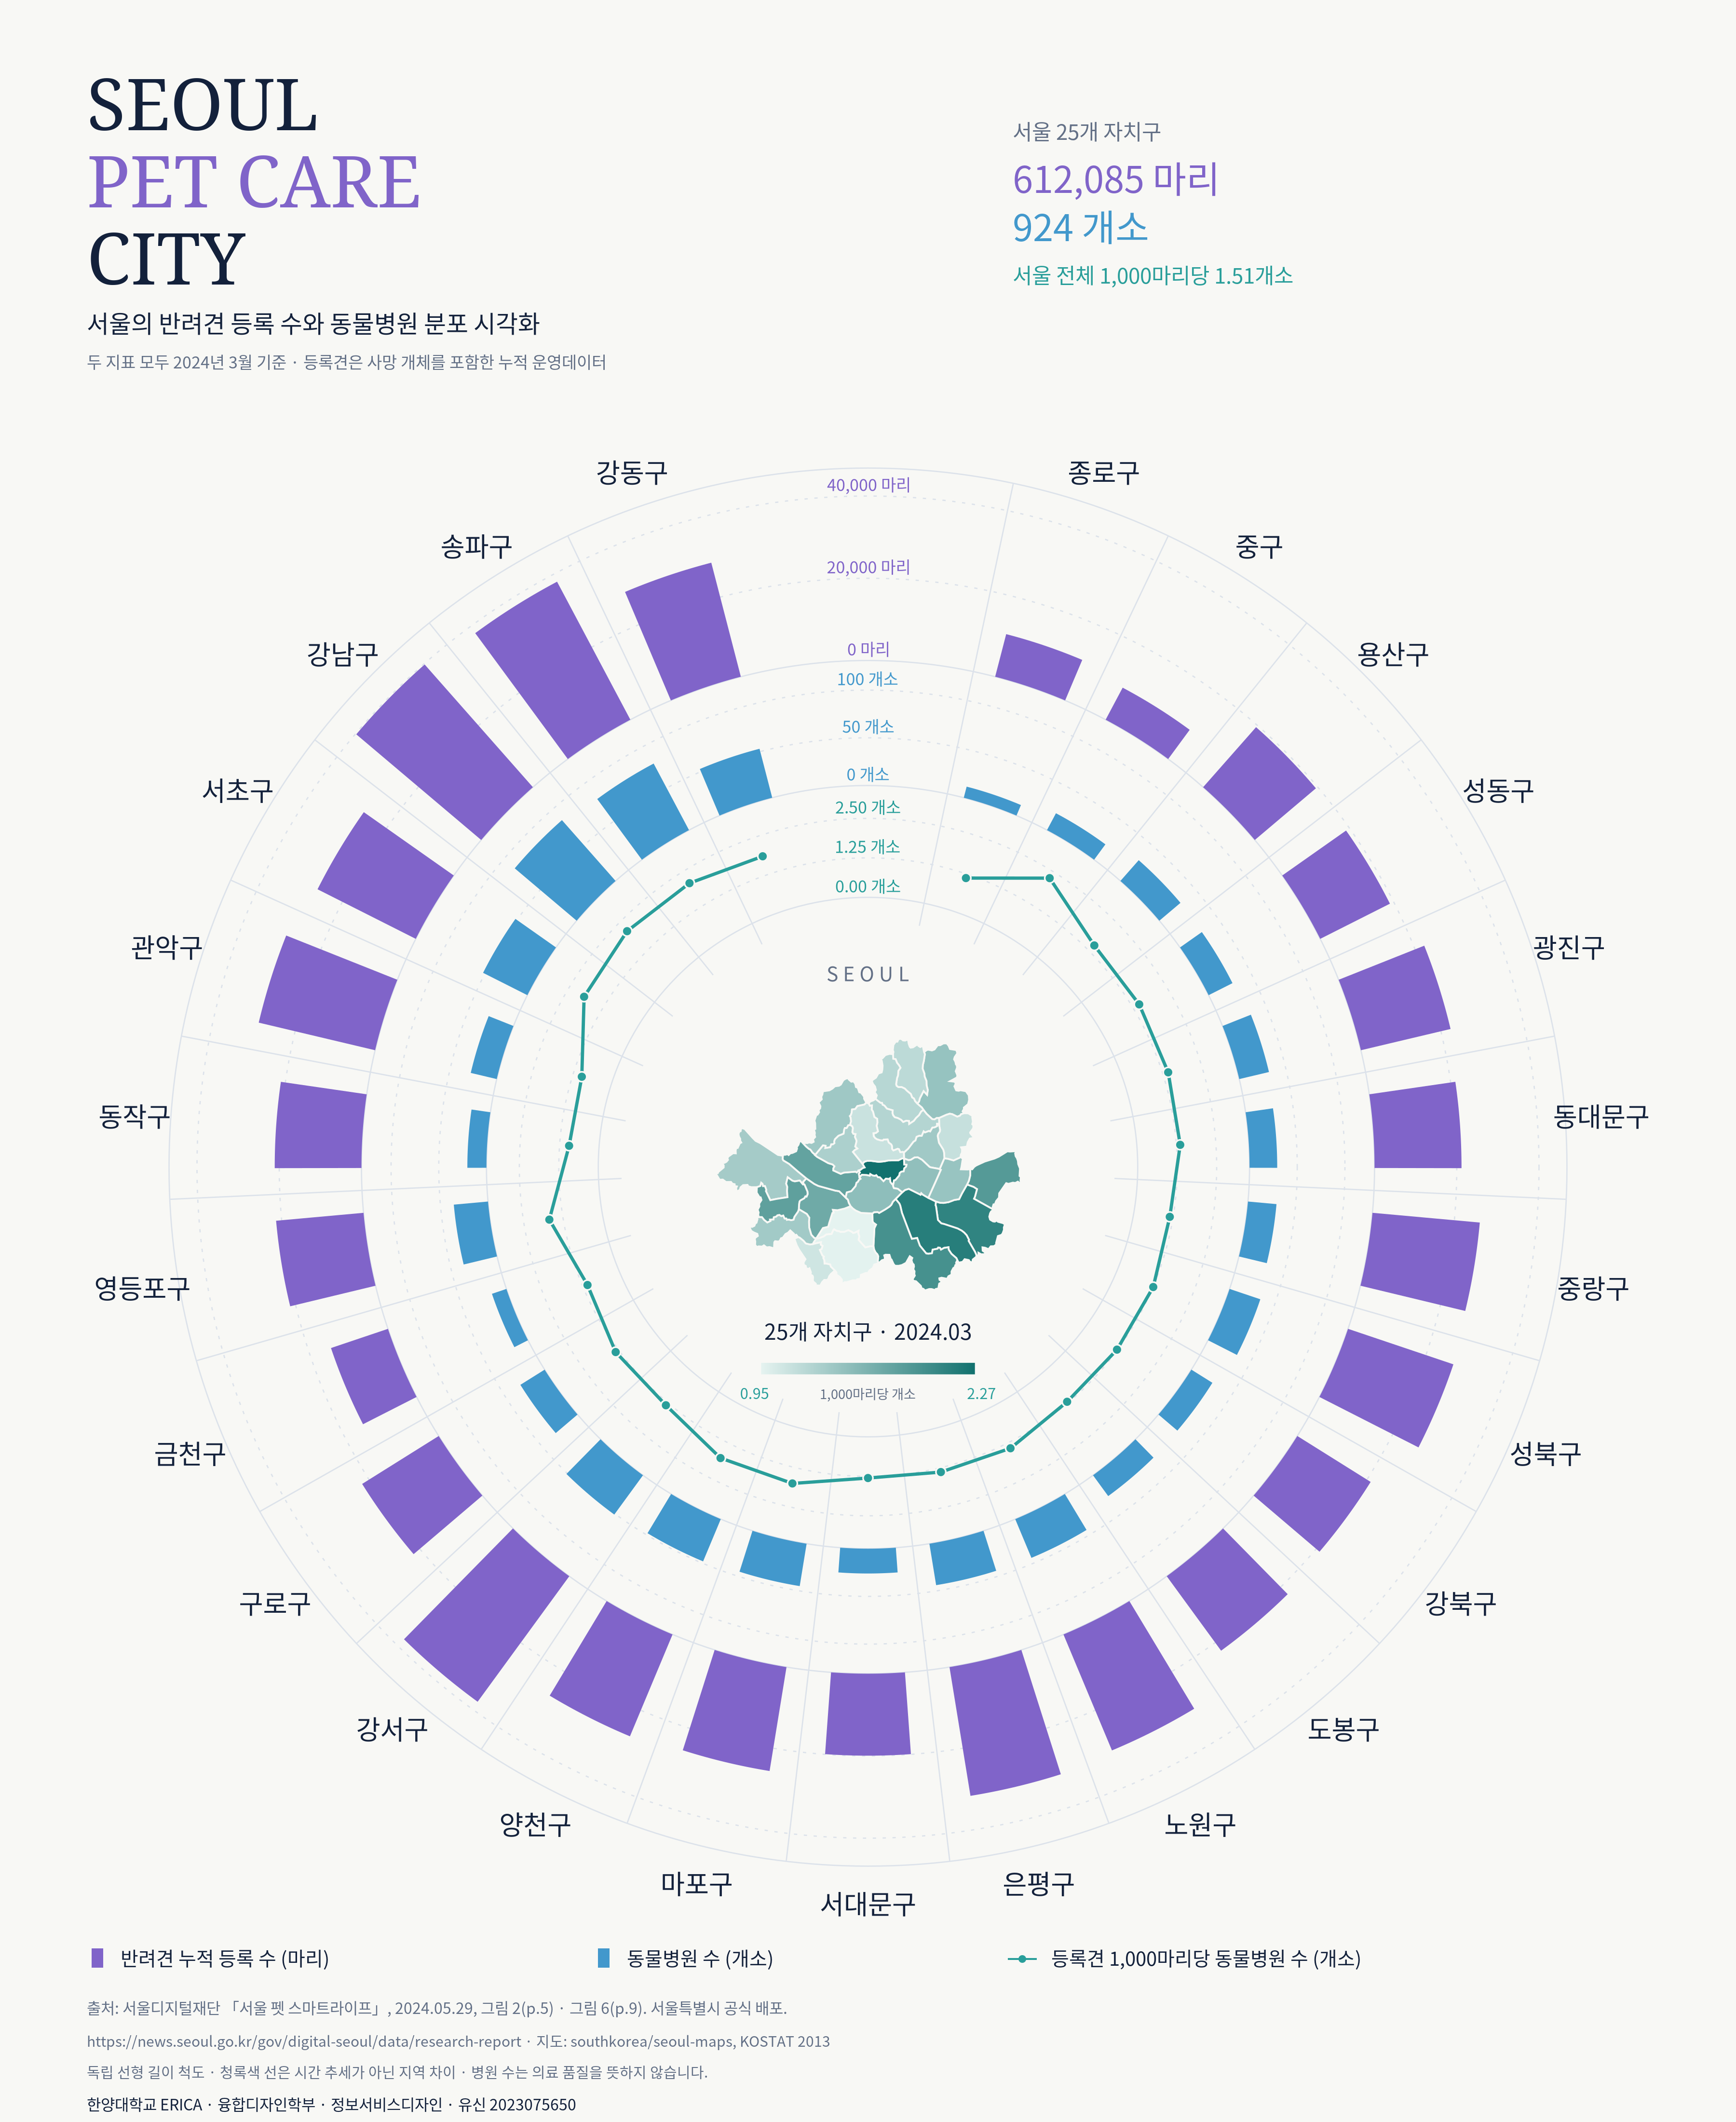 SEOUL
PET CARE
CITY
서울의 반려견 등록 수와 동물병원 분포 시각화
두 지표 모두 2024년 3월 기준 · 등록견은 사망 개체를 포함한 누적 운영데이터
서울 25개 자치구
612,085 마리
924 개소
서울 전체 1,000마리당 1.51개소
강동구
종로구
송파구
중구
강남구
용산구
서초구
성동구
관악구
광진구
동작구
동대문구
영등포구
중랑구
금천구
성북구
구로구
강북구
강서구
도봉구
양천구
노원구
마포구
은평구
서대문구
40,000 마리
20,000 마리
0 마리
100 개소
50 개소
0 개소
2.50 개소
1.25 개소
0.00 개소
SEOUL
25개 자치구 · 2024.03
0.95 1,000마리당 개소 2.27
반려견 누적 등록 수 (마리)
동물병원 수 (개소)
등록견 1,000마리당 동물병원 수 (개소)
출처: 서울디지털재단 「서울 펫 스마트라이프」, 2024.05.29, 그림 2(p.5) · 그림 6(p.9). 서울특별시 공식 배포.
https://news.seoul.go.kr/gov/digital-seoul/data/research-report · 지도: southkorea/seoul-maps, KOSTAT 2013
독립 선형 길이 척도 · 청록색 선은 시간 추세가 아닌 지역 차이 · 병원 수는 의료 품질을 뜻하지 않습니다.
한양대학교 ERICA · 융합디자인학부 · 정보서비스디자인 · 유신 2023075650